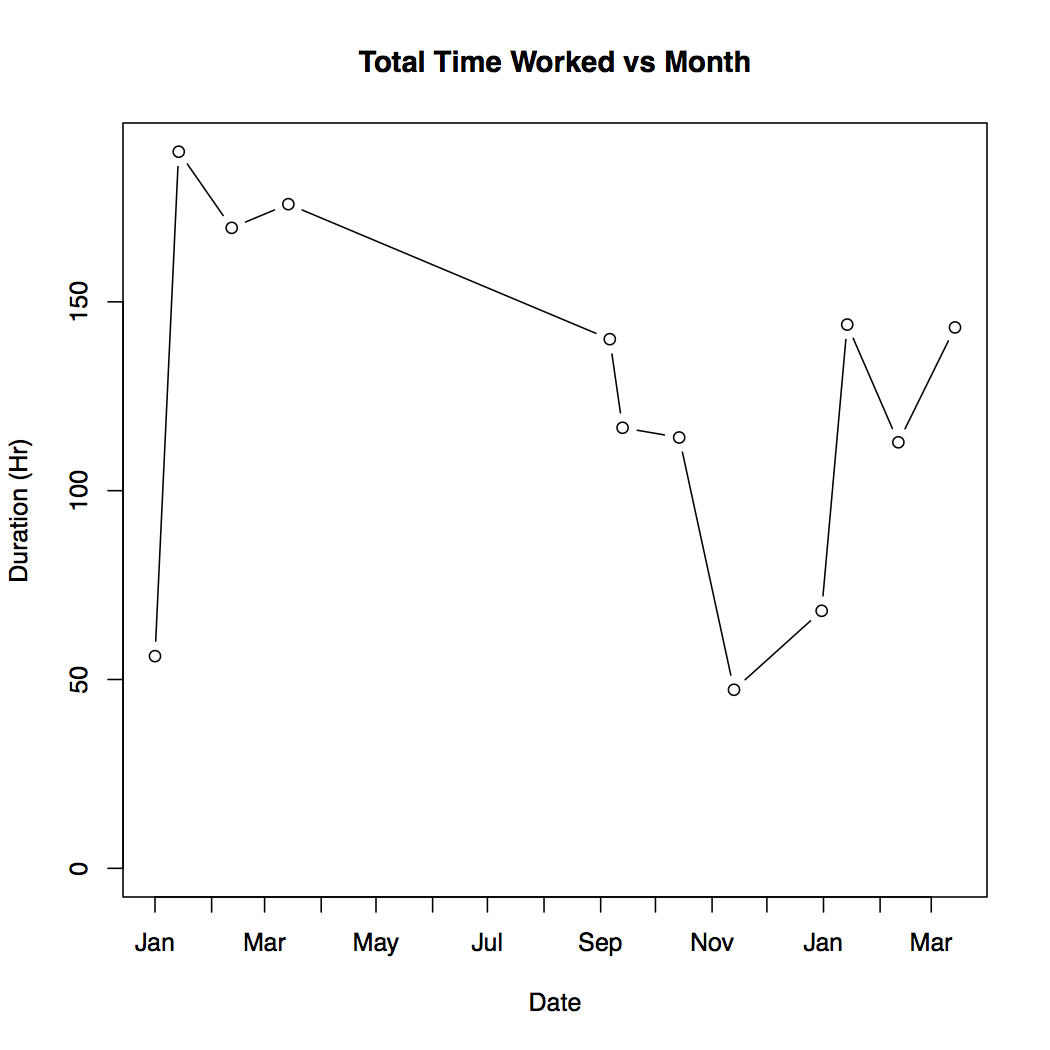 Total Time Worked vs Month
Duration (Hr)
150
100
50
0
Jan Mar May Jul Sep Nov Jan Mar
Date